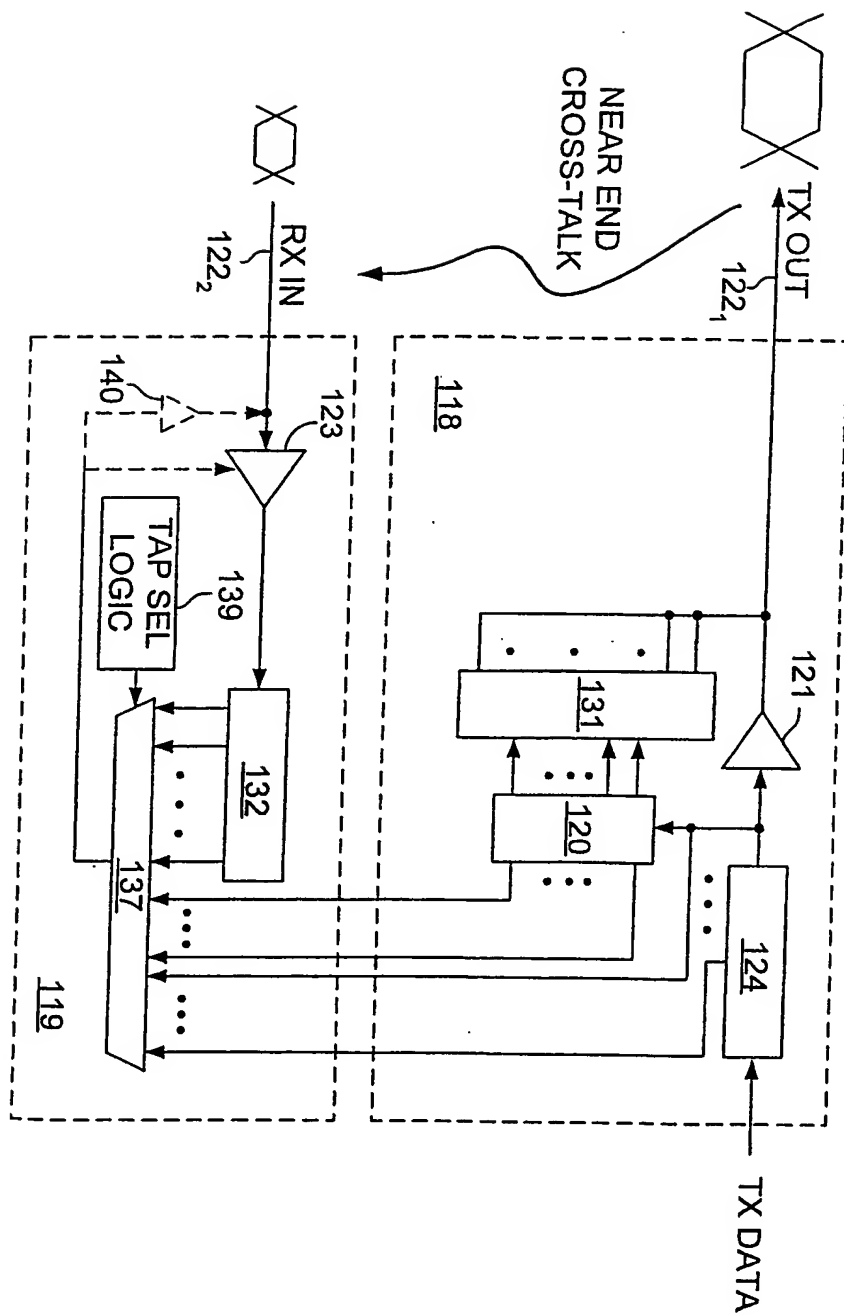 TX OUT
122₁
NEAR END
CROSS-TALK
RX IN
122₂
118
121
124
TX DATA
131
120
140
123
TAP SEL
LOGIC
139
132
137
119